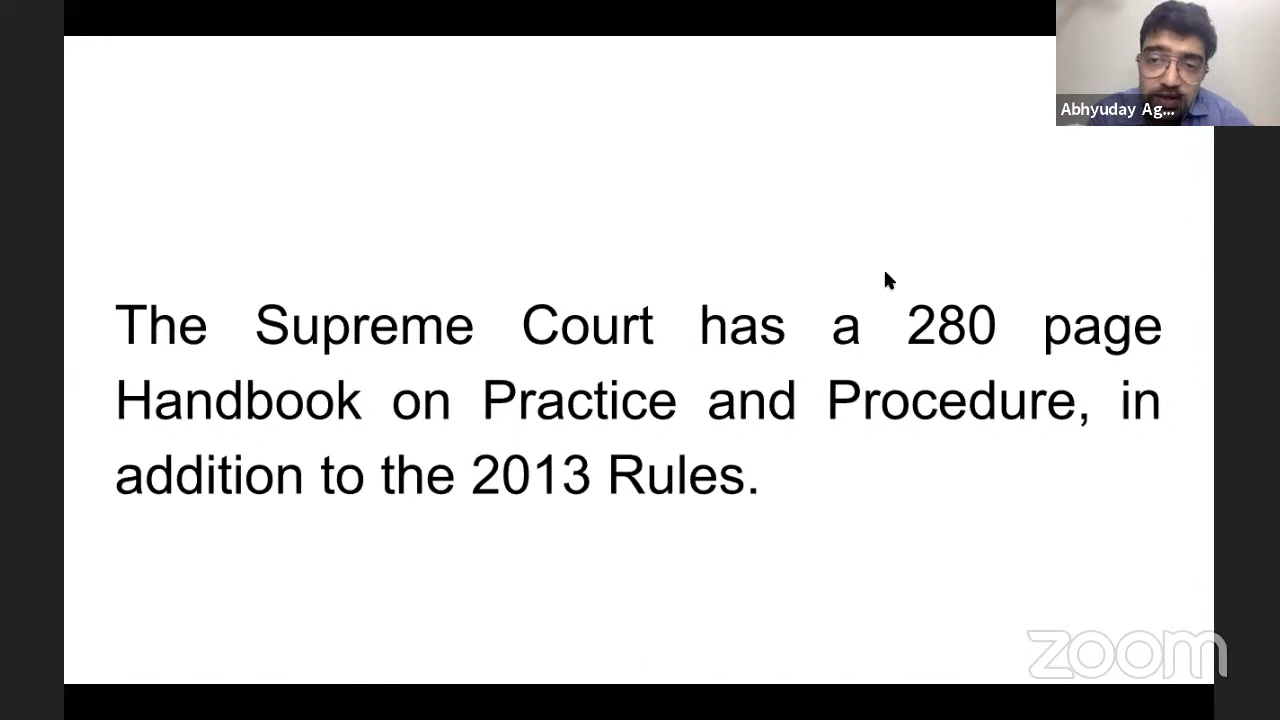 Abhyuday Ag...
The Supreme Court has a 280 page
Handbook on Practice and Procedure, in
addition to the 2013 Rules.
zoom